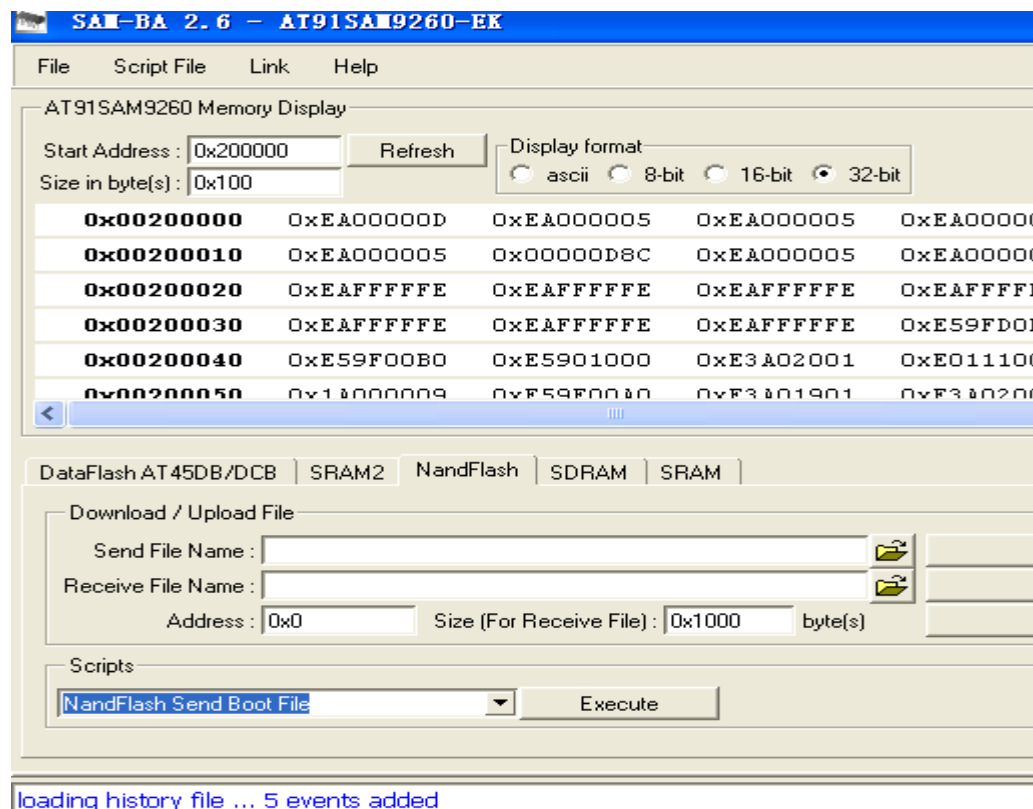 SAM-BA 2.6 - AT91SAM9260-EK
File Script File Link Help
AT91SAM9260 Memory Display
Start Address : 0x200000 Refresh Display format
Size in byte(s) : 0x100 ascii 8-bit 16-bit 32-bit
0x00200000 0xEA00000D 0xEA000005 0xEA000005
0x00200010 0xEA000005 0x00000D8C 0xEA000005
0x00200020 0xEAFFFFFE 0xEAFFFFFE 0xEAFFFFFE
0x00200030 0xEAFFFFFE 0xEAFFFFFE 0xEAFFFFFE
0x00200040 0xE59F00B0 0xE5901000 0xE3A02001
0x00200050 0x1A000009 0xE59F00A0 0xE3A01901
DataFlash AT45DB/DCB SRAM2 NandFlash SDRAM SRAM
Download / Upload File
Send File Name :
Receive File Name :
Address : 0x0 Size (For Receive File) : 0x1000 byte(s)
Scripts
NandFlash Send Boot File Execute
loading history file ... 5 events added